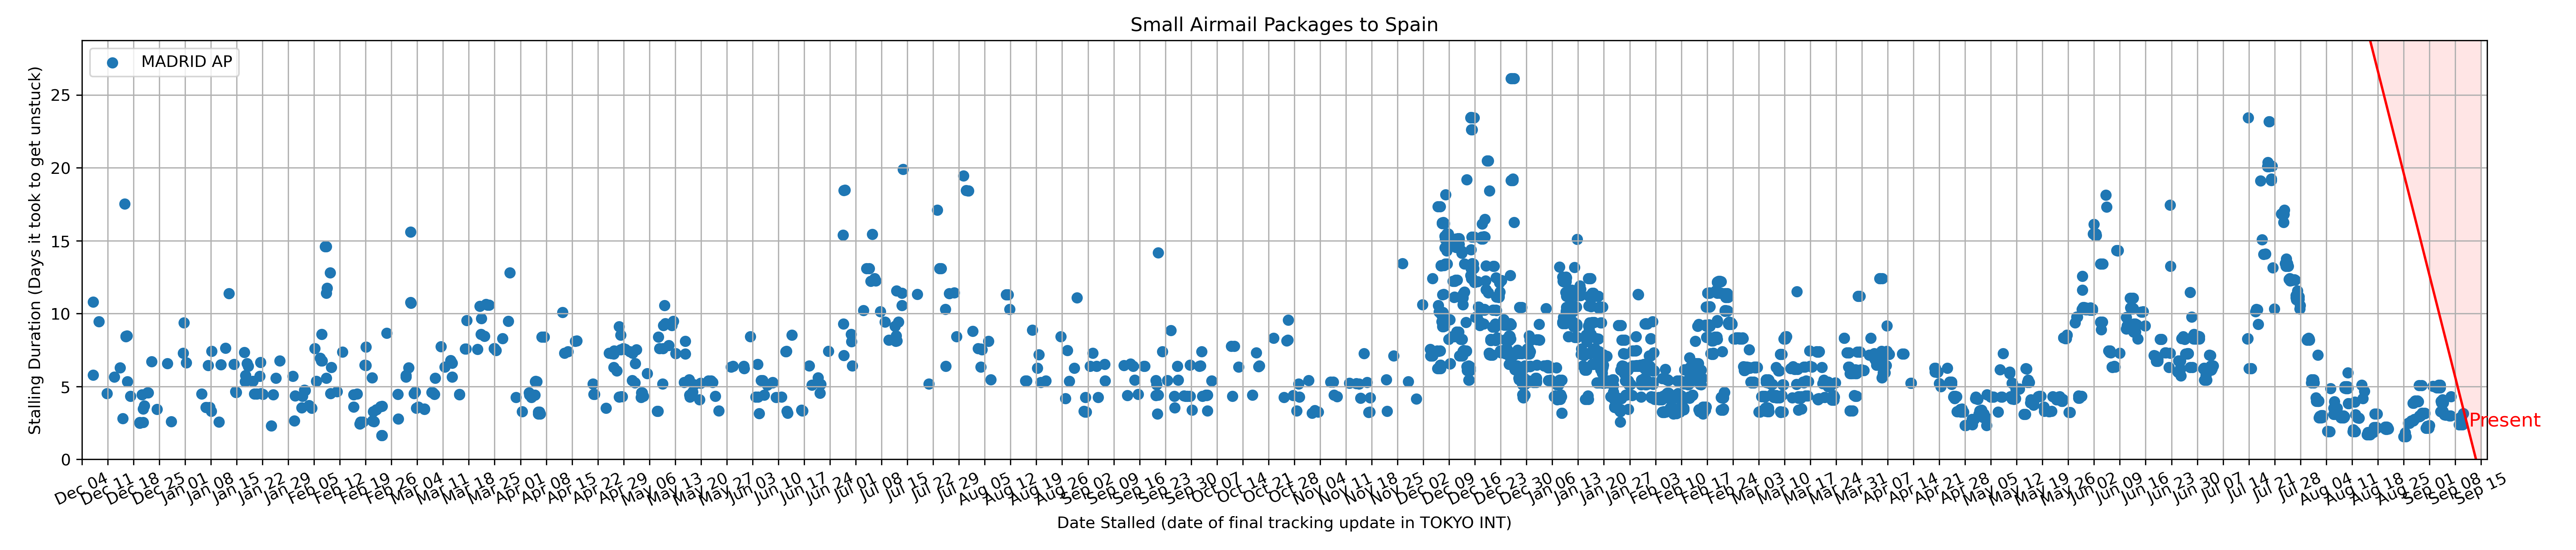 Small Airmail Packages to Spain
MADRID AP
Stalling Duration (Days it took to get unstuck)
25
20
15
10
5
0
Present
Dec 04
Dec 11
Dec 18
Dec 25
Jan 01
Jan 08
Jan 15
Jan 22
Jan 29
Feb 05
Feb 12
Feb 19
Feb 26
Mar 04
Mar 11
Mar 18
Mar 25
Apr 01
Apr 08
Apr 15
Apr 22
Apr 29
May 06
May 13
May 20
May 27
Jun 03
Jun 10
Jun 17
Jun 24
Jul 01
Jul 08
Jul 15
Jul 22
Jul 29
Aug 05
Aug 12
Aug 19
Aug 26
Sep 02
Sep 09
Sep 16
Sep 23
Sep 30
Oct 07
Oct 14
Oct 21
Oct 28
Nov 04
Nov 11
Nov 18
Nov 25
Dec 02
Dec 09
Dec 16
Dec 23
Dec 30
Jan 06
Jan 13
Jan 20
Jan 27
Feb 03
Feb 10
Feb 17
Feb 24
Mar 03
Mar 10
Mar 17
Mar 24
Mar 31
Apr 07
Apr 14
Apr 21
Apr 28
May 05
May 12
May 19
May 26
Jun 02
Jun 09
Jun 16
Jun 23
Jun 30
Jul 07
Jul 14
Jul 21
Jul 28
Aug 04
Aug 11
Aug 18
Aug 25
Sep 01
Sep 08
Sep 15
Date Stalled (date of final tracking update in TOKYO INT)